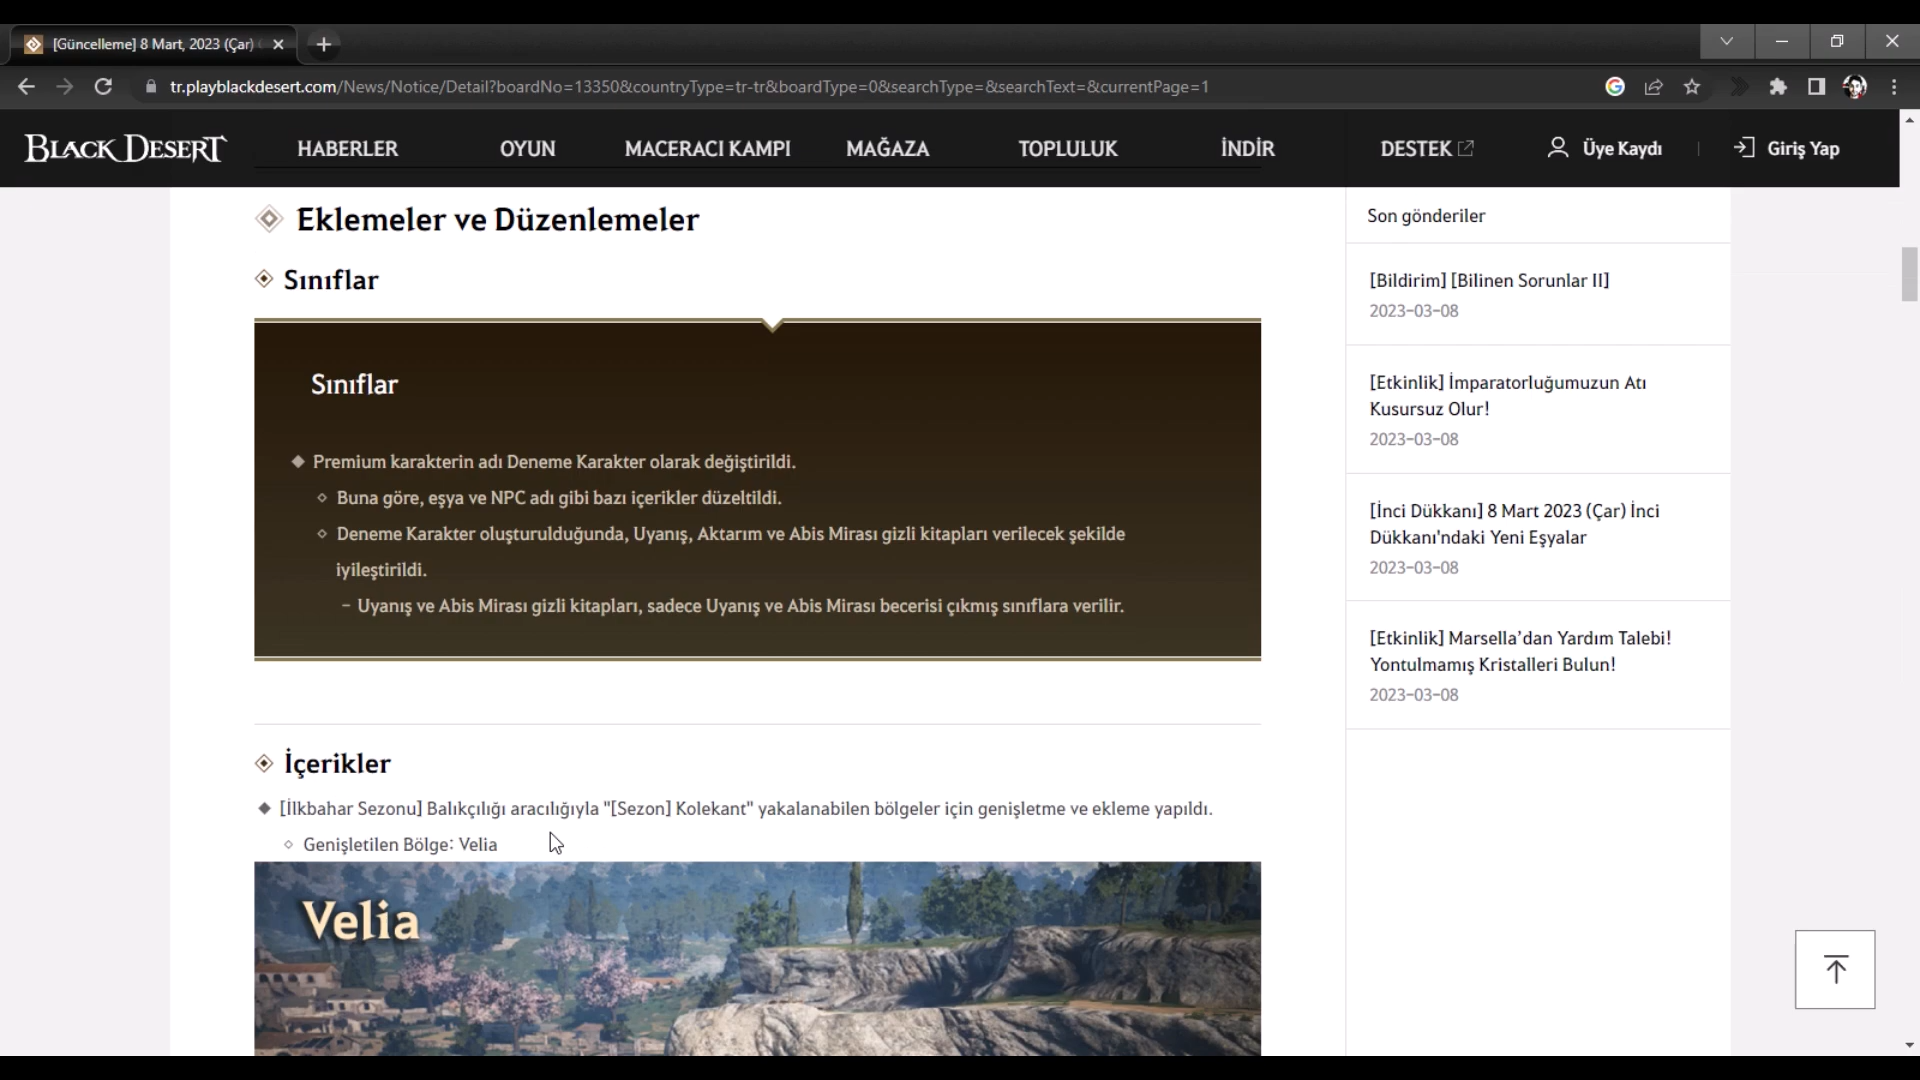 [Güncelleme] 8 Mart, 2023 (Çar)
tr.playblackdesert.com/News/Notice/Detail?boardNo=13350&countryType=tr-tr&boardType=0&searchType=&searchText=&currentPage=1
BLACK DESERT
HABERLER
OYUN
MACERACI KAMPI
MAĞAZA
TOPLULUK
İNDİR
DESTEK
Üye Kaydı
Giriş Yap
Eklemeler ve Düzenlemeler
Sınıflar
Sınıflar
Premium karakterin adı Deneme Karakter olarak değiştirildi.
Buna göre, eşya ve NPC adı gibi bazı içerikler düzeltildi.
Deneme Karakter oluşturulduğunda, Uyanış, Aktarım ve Abis Mirası gizli kitapları verilecek şekilde
iyileştirildi.
– Uyanış ve Abis Mirası gizli kitapları, sadece Uyanış ve Abis Mirası becerisi çıkmış sınıflara verilir.
İçerikler
[İlkbahar Sezonu] Balıkçılığı aracılığıyla "[Sezon] Kolekant" yakalanabilen bölgeler için genişletme ve ekleme yapıldı.
Genişletilen Bölge: Velia
Velia
Son gönderiler
[Bildirim] [Bilinen Sorunlar II]
2023-03-08
[Etkinlik] İmparatorluğumuzun Atı
Kusursuz Olur!
2023-03-08
[İnci Dükkanı] 8 Mart 2023 (Çar) İnci
Dükkanı'ndaki Yeni Eşyalar
2023-03-08
[Etkinlik] Marsella’dan Yardım Talebi!
Yontulmamış Kristalleri Bulun!
2023-03-08